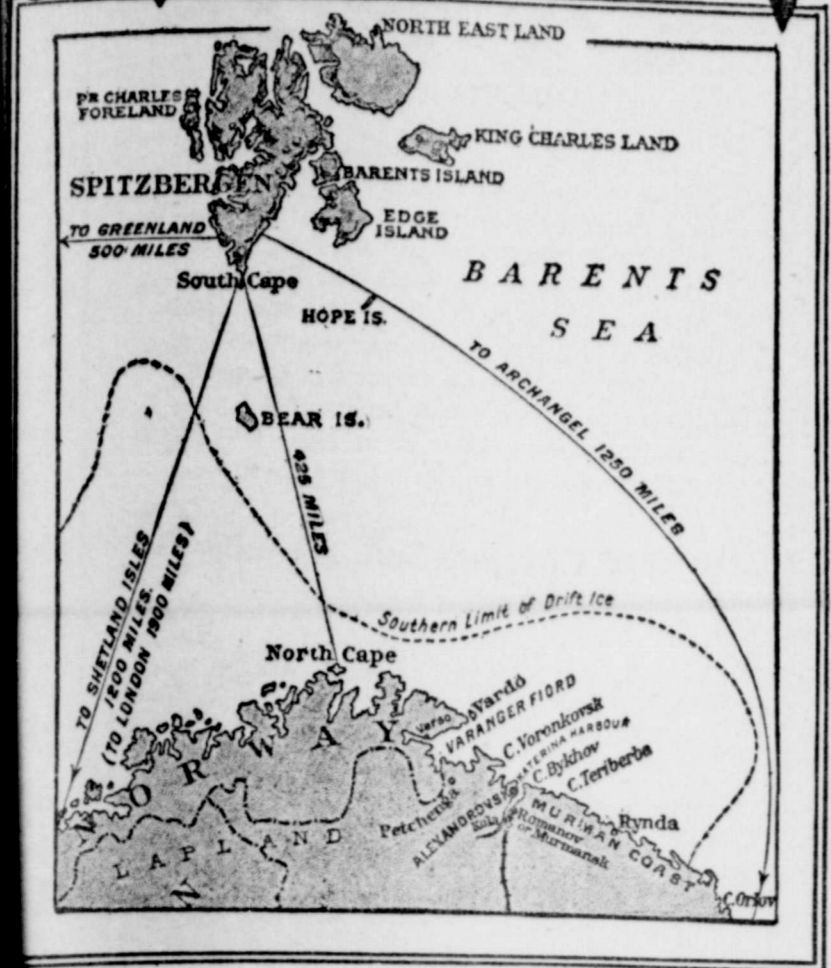 NORTH EAST LAND
PR CHARLES
FORELAND
KING CHARLES LAND
SPITZBERGEN
BARENTS ISLAND
EDGE
ISLAND
TO GREENLAND
500 MILES
South Cape
BARENTS
SEA
HOPE IS.
TO ARCHANGEL 1250 MILES
BEAR IS.
425 MILES
TO SHETLAND ISLES
1200 MILES.
(TO LONDON 1900 MILES)
Southern Limit of Drift Ice
North Cape
NORWAY
Vardö
VARANGER FIORD
C. Voronkovsk
KATERINA HARBOUR
C. Bykhov
C. Teriberba
Petchenga
ALEXANDROVSK
Kola
Romanov
or Murmansk
MURMAN COAST
Rynda
LAPLAND
N
C. Orlov